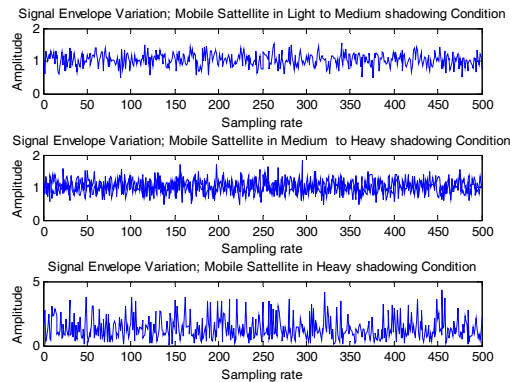 Signal Envelope Variation; Mobile Sattellite in Light to Medium shadowing Condition
2
1
0
Amplitude
0 50 100 150 200 250 300 350 400 450 500
Sampling rate
Signal Envelope Variation; Mobile Sattellite in Medium to Heavy shadowing Condition
2
1
0
Amplitude
0 50 100 150 200 250 300 350 400 450 500
Sampling rate
Signal Envelope Variation; Mobile Sattellite in Heavy shadowing Condition
5
0
Amplitude
0 50 100 150 200 250 300 350 400 450 500
Sampling rate